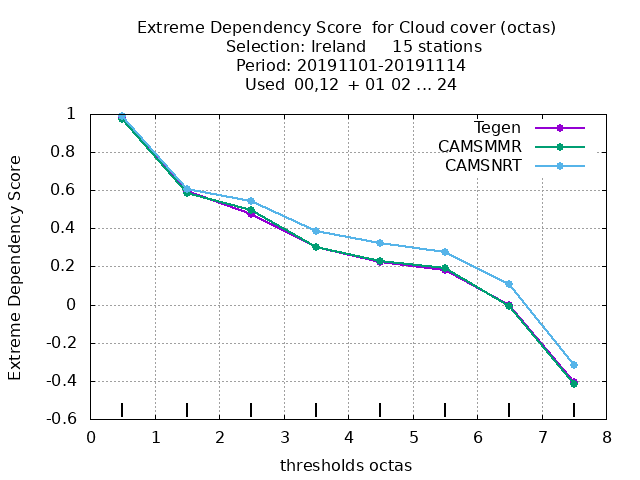 Extreme Dependency Score  for Cloud cover (octas)
Selection: Ireland     15 stations
Period: 20191101-20191114
Used  00,12  + 01 02 ... 24
Extreme Dependency Score
1
0.8
0.6
0.4
0.2
0
-0.2
-0.4
-0.6
Tegen
CAMSMMR
CAMSNRT
0 1 2 3 4 5 6 7 8
thresholds octas